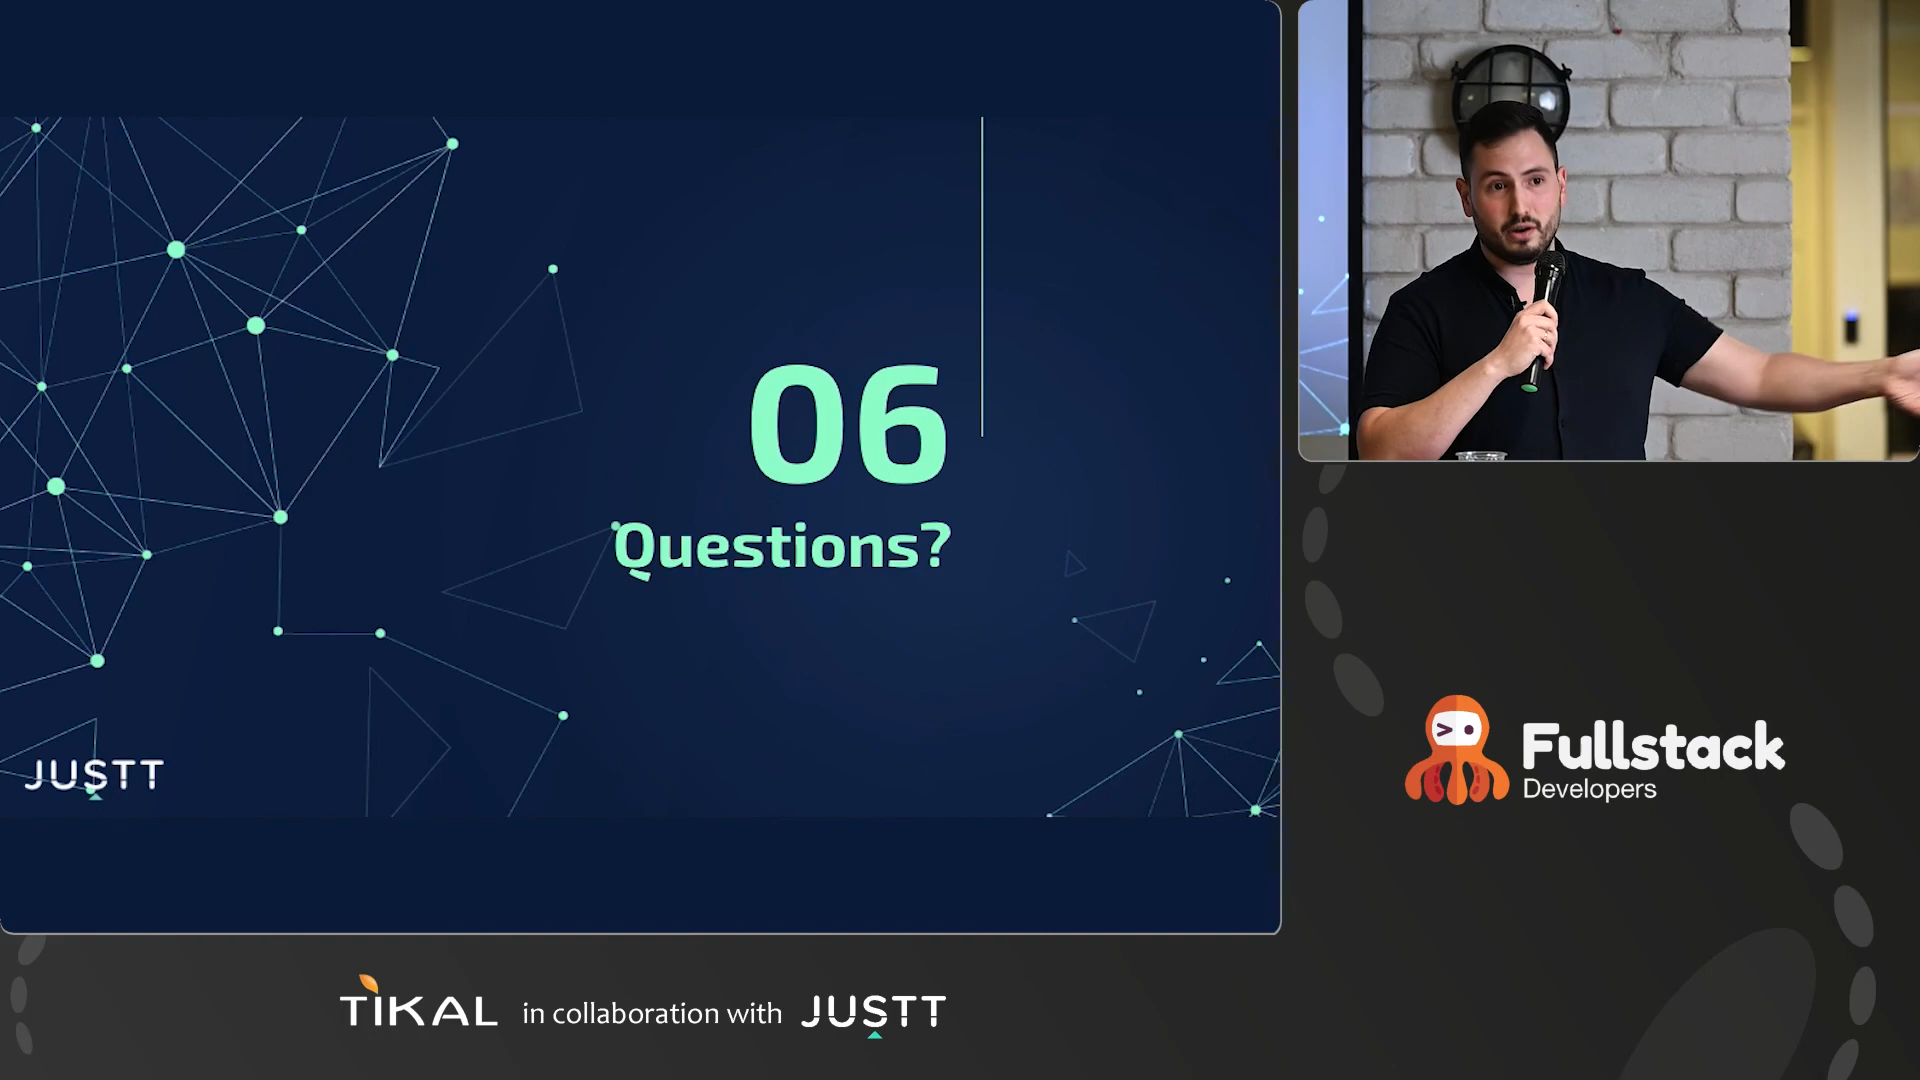 06
Questions?
JUSTT
Fullstack
Developers
TIKAL in collaboration with JUSTT